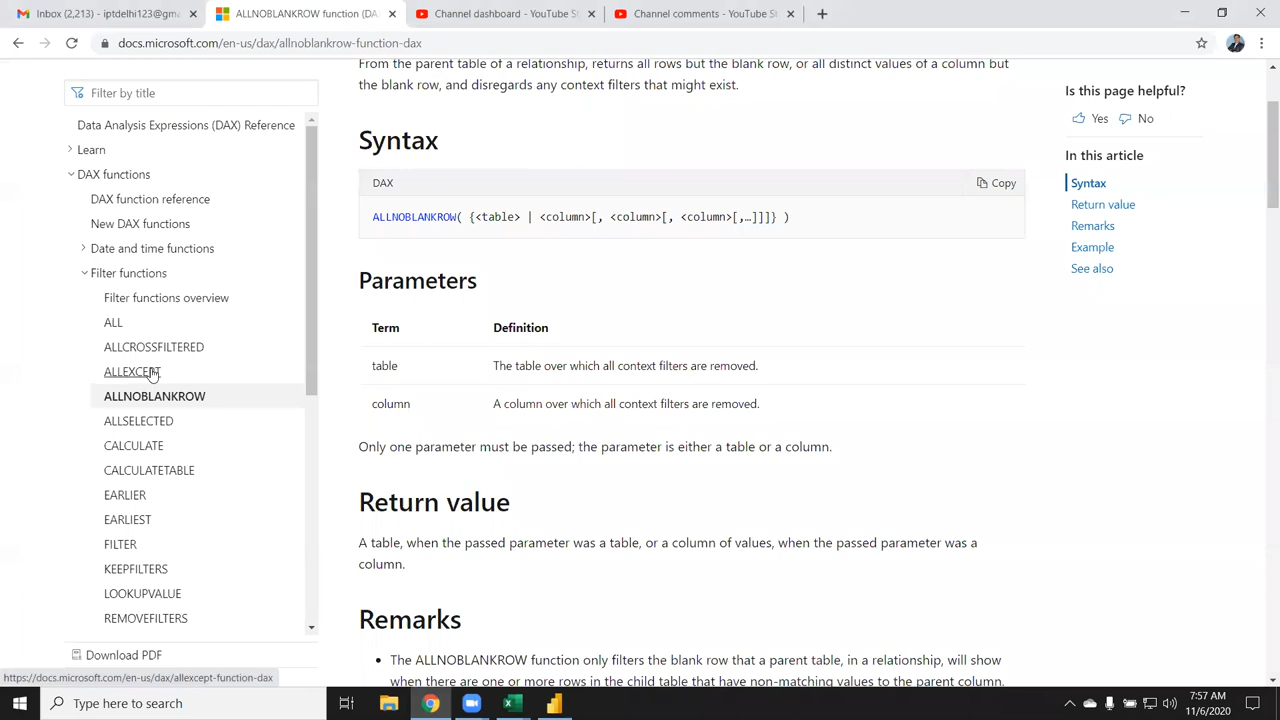 Inbox (2,213) - iptdelhi123@gma
ALLNOBLANKROW function (DA
Channel dashboard - YouTube St
Channel comments - YouTube St
docs.microsoft.com/en-us/dax/allnoblankrow-function-dax
Filter by title
Data Analysis Expressions (DAX) Reference
Learn
DAX functions
DAX function reference
New DAX functions
Date and time functions
Filter functions
Filter functions overview
ALL
ALLCROSSFILTERED
ALLEXCEPT
ALLNOBLANKROW
ALLSELECTED
CALCULATE
CALCULATETABLE
EARLIER
EARLIEST
FILTER
KEEPFILTERS
LOOKUPVALUE
REMOVEFILTERS
Download PDF
From the parent table of a relationship, returns all rows but the blank row, or all distinct values of a column but
the blank row, and disregards any context filters that might exist.
Syntax
DAX
Copy
ALLNOBLANKROW( {<table> | <column>[, <column>[, <column>[,…]]]} )
Parameters
Term Definition
table The table over which all context filters are removed.
column A column over which all context filters are removed.
Only one parameter must be passed; the parameter is either a table or a column.
Return value
A table, when the passed parameter was a table, or a column of values, when the passed parameter was a
column.
Remarks
• The ALLNOBLANKROW function only filters the blank row that a parent table, in a relationship, will show
when there are one or more rows in the child table that have non-matching values to the parent column.
Is this page helpful?
Yes No
In this article
Syntax
Return value
Remarks
Example
See also
https://docs.microsoft.com/en-us/dax/allexcept-function-dax
Type here to search
7:57 AM
11/6/2020